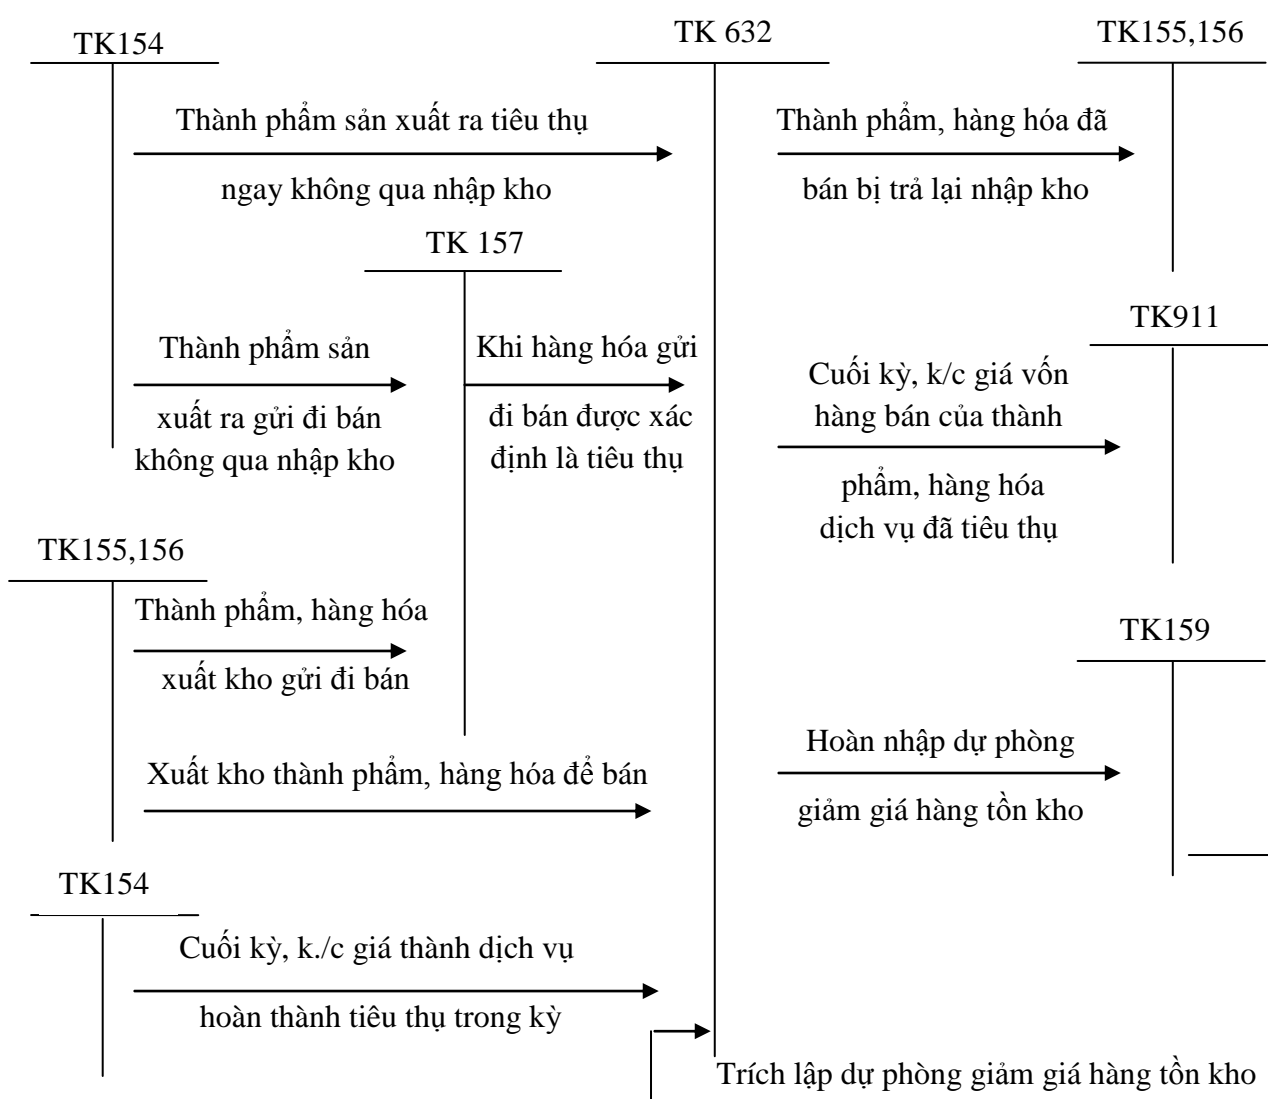 TK154
TK 632
TK155,156
Thành phẩm sản xuất ra tiêu thụ
ngay không qua nhập kho
Thành phẩm, hàng hóa đã
bán bị trả lại nhập kho
TK 157
TK911
Thành phẩm sản
xuất ra gửi đi bán
không qua nhập kho
Khi hàng hóa gửi
đi bán được xác
định là tiêu thụ
Cuối kỳ, k/c giá vốn
hàng bán của thành
phẩm, hàng hóa
dịch vụ đã tiêu thụ
TK155,156
Thành phẩm, hàng hóa
xuất kho gửi đi bán
TK159
Xuất kho thành phẩm, hàng hóa để bán
Hoàn nhập dự phòng
giảm giá hàng tồn kho
TK154
Cuối kỳ, k./c giá thành dịch vụ
hoàn thành tiêu thụ trong kỳ
Trích lập dự phòng giảm giá hàng tồn kho